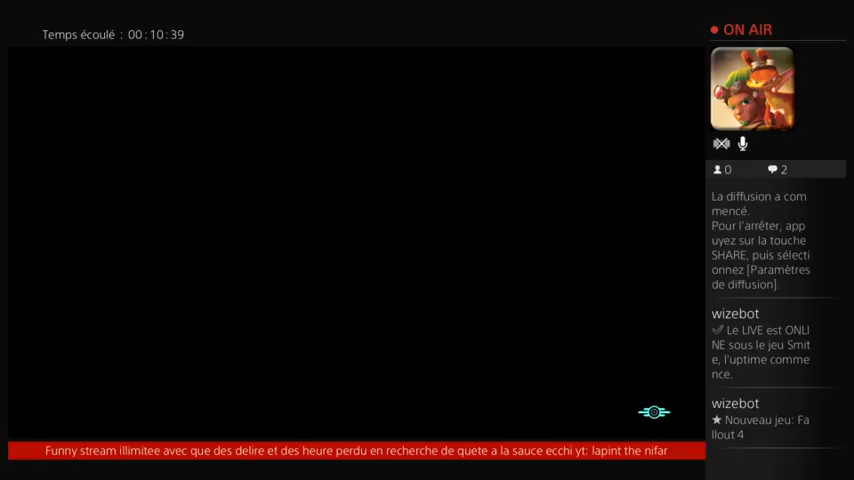 Temps écoulé : 00:10:39
ON AIR
0
2
La diffusion a com
mencé.
Pour l'arrêter, app
uyez sur la touche
SHARE, puis sélecti
onnez [Paramètres
de diffusion].
wizebot
✓ Le LIVE est ONLI
NE sous le jeu Smit
e, l'uptime comme
nce.
wizebot
★ Nouveau jeu: Fa
llout 4
Funny stream illimitee avec que des delire et des heure perdu en recherche de quete a la sauce ecchi yt: lapint the nifar